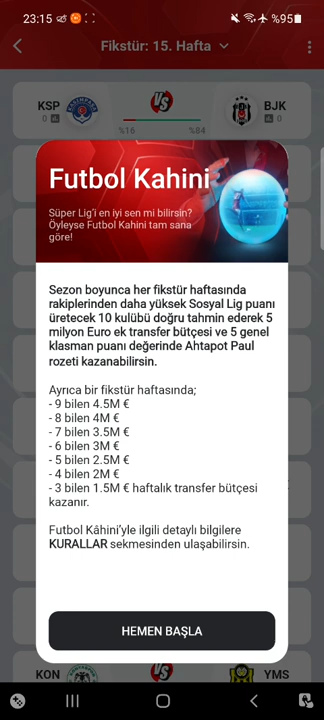 23:15
%95
Fikstür: 15. Hafta
KSP
VS
BJK
0
0
%16
%84
Futbol Kahini
Süper Lig'i en iyi sen mi bilirsin?
Öyleyse Futbol Kahini tam sana
göre!
Sezon boyunca her fikstür haftasında
rakiplerinden daha yüksek Sosyal Lig puanı
üretecek 10 kulübü doğru tahmin ederek 5
milyon Euro ek transfer bütçesi ve 5 genel
klasman puanı değerinde Ahtapot Paul
rozeti kazanabilirsin.
Ayrıca bir fikstür haftasında;
- 9 bilen 4.5M €
- 8 bilen 4M €
- 7 bilen 3.5M €
- 6 bilen 3M €
- 5 bilen 2.5M €
- 4 bilen 2M €
- 3 bilen 1.5M € haftalık transfer bütçesi
kazanır.
Futbol Kâhini'yle ilgili detaylı bilgilere
KURALLAR sekmesinden ulaşabilirsin.
HEMEN BAŞLA
KON
VS
YMS